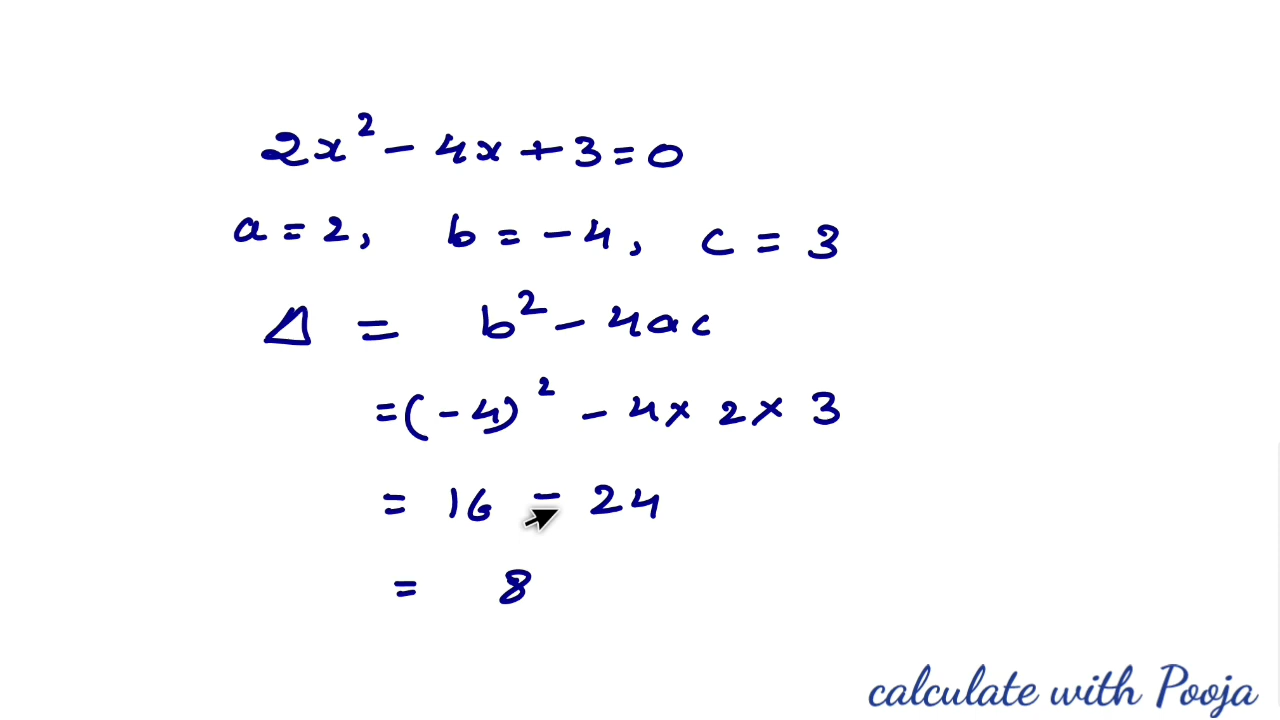 2x² - 4x + 3 = 0
a = 2, b = -4, c = 3
Δ = b² - 4ac
= (-4)² - 4 × 2 × 3
= 16 - 24
= 8
calculate with Pooja